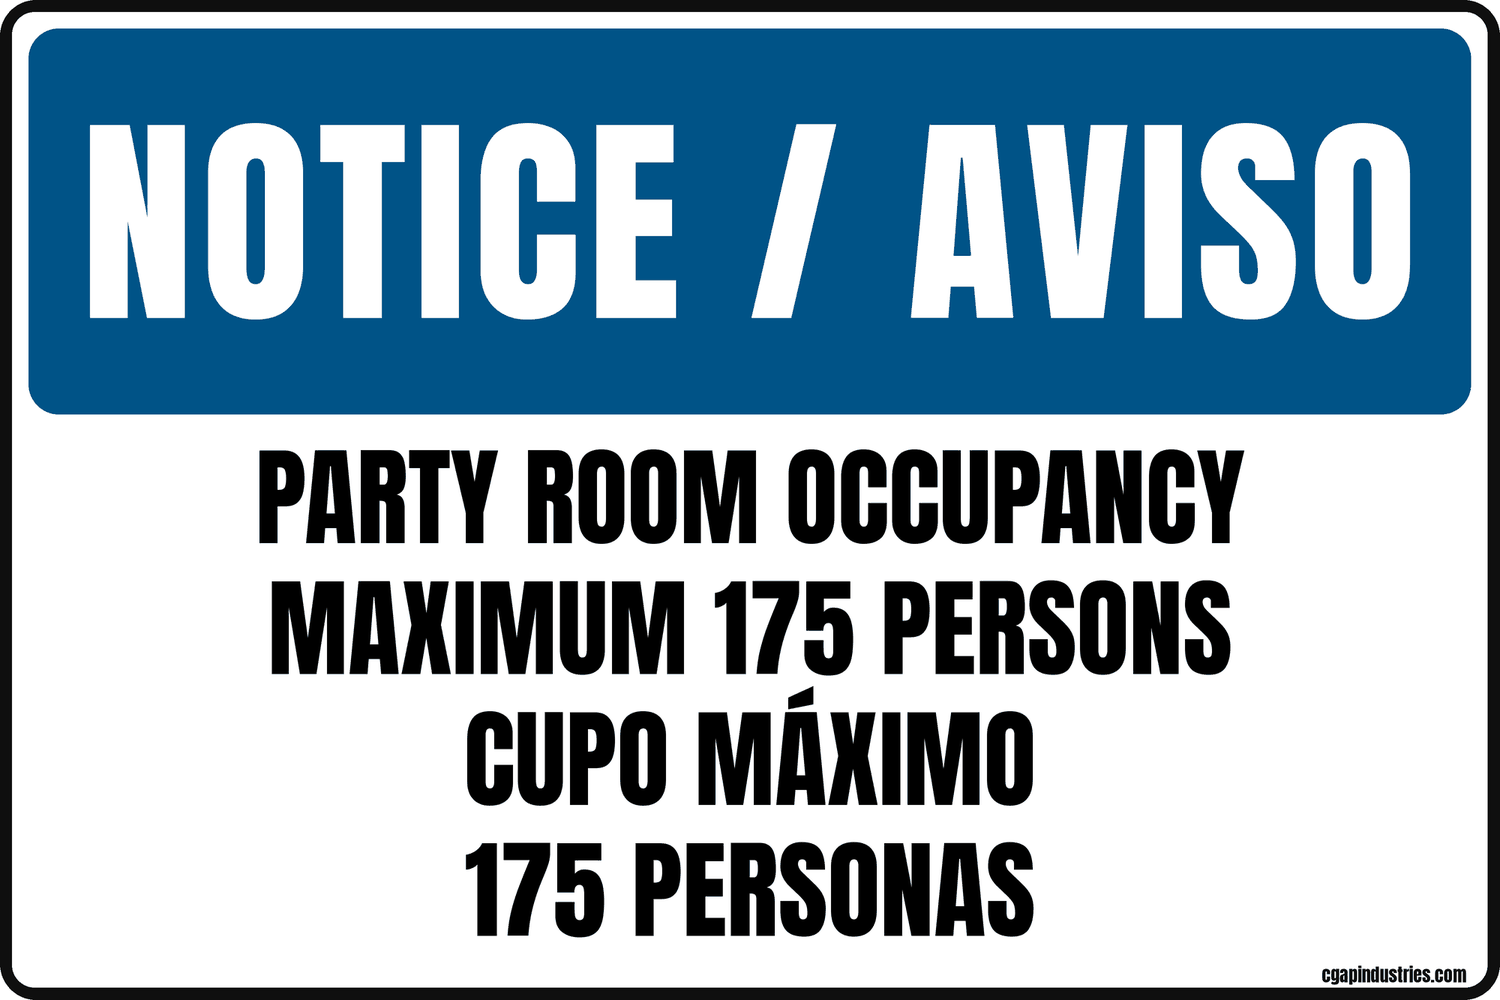 NOTICE / AVISO
PARTY ROOM OCCUPANCY
MAXIMUM 175 PERSONS
CUPO MÁXIMO
175 PERSONAS
cgapindustries.com